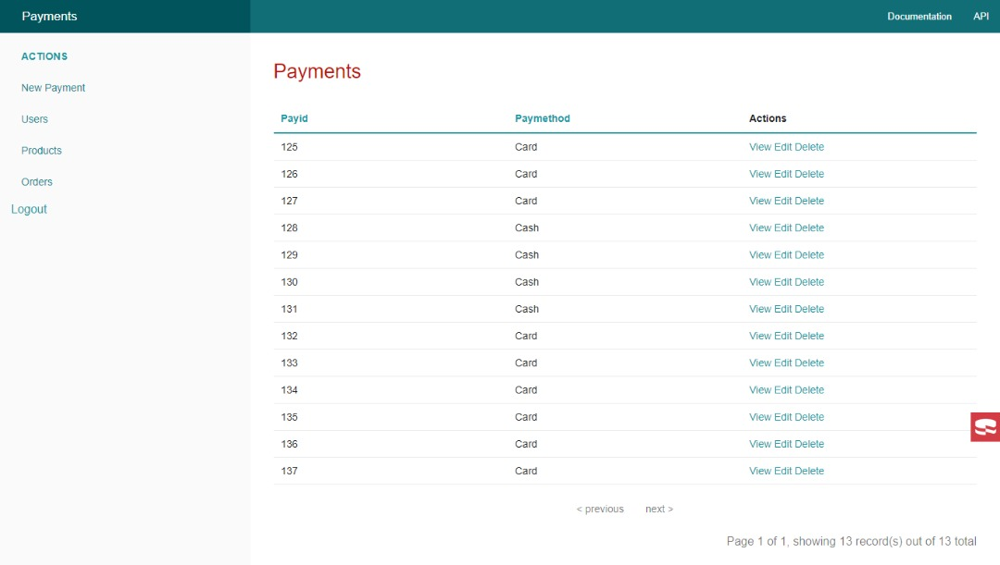 Payments
Documentation API
ACTIONS
New Payment
Users
Products
Orders
Logout
Payments
Payid Paymethod Actions
125 Card View Edit Delete
126 Card View Edit Delete
127 Card View Edit Delete
128 Cash View Edit Delete
129 Cash View Edit Delete
130 Cash View Edit Delete
131 Cash View Edit Delete
132 Card View Edit Delete
133 Card View Edit Delete
134 Card View Edit Delete
135 Card View Edit Delete
136 Card View Edit Delete
137 Card View Edit Delete
< previous next >
Page 1 of 1, showing 13 record(s) out of 13 total